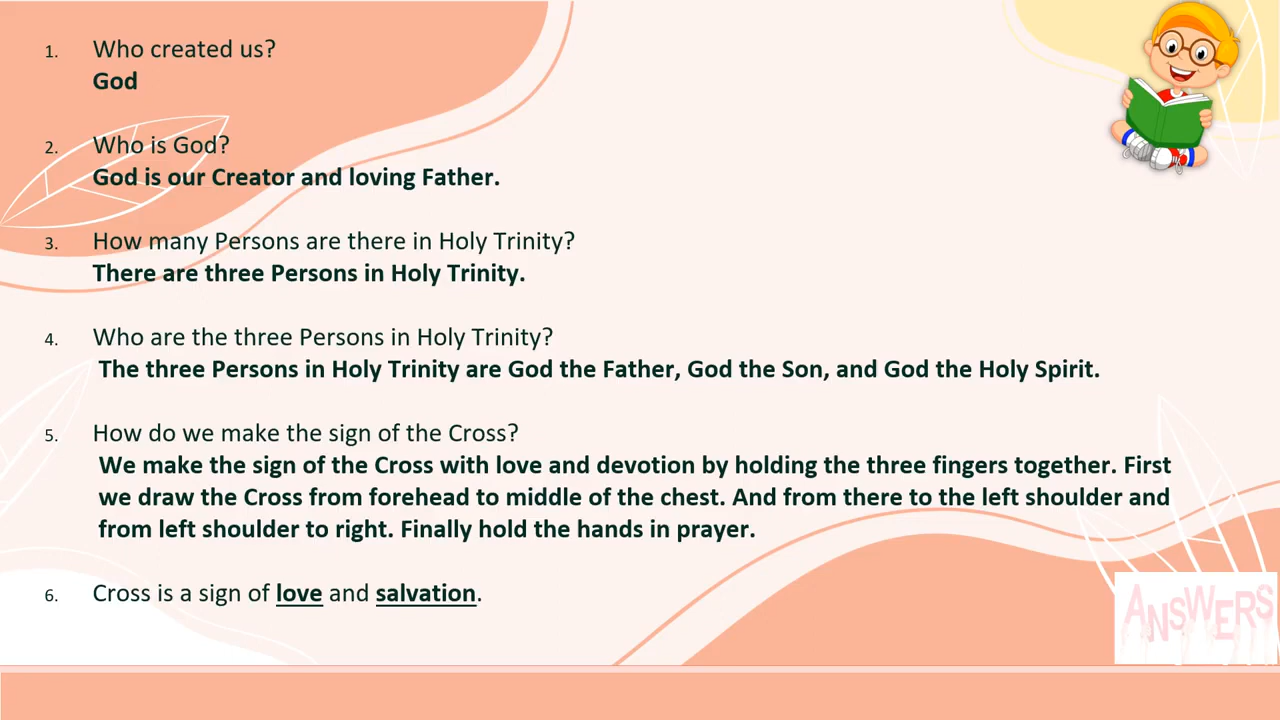 1. Who created us?
God
2. Who is God?
God is our Creator and loving Father.
3. How many Persons are there in Holy Trinity?
There are three Persons in Holy Trinity.
4. Who are the three Persons in Holy Trinity?
The three Persons in Holy Trinity are God the Father, God the Son, and God the Holy Spirit.
5. How do we make the sign of the Cross?
We make the sign of the Cross with love and devotion by holding the three fingers together. First
we draw the Cross from forehead to middle of the chest. And from there to the left shoulder and
from left shoulder to right. Finally hold the hands in prayer.
6. Cross is a sign of love and salvation.
ANSWERS